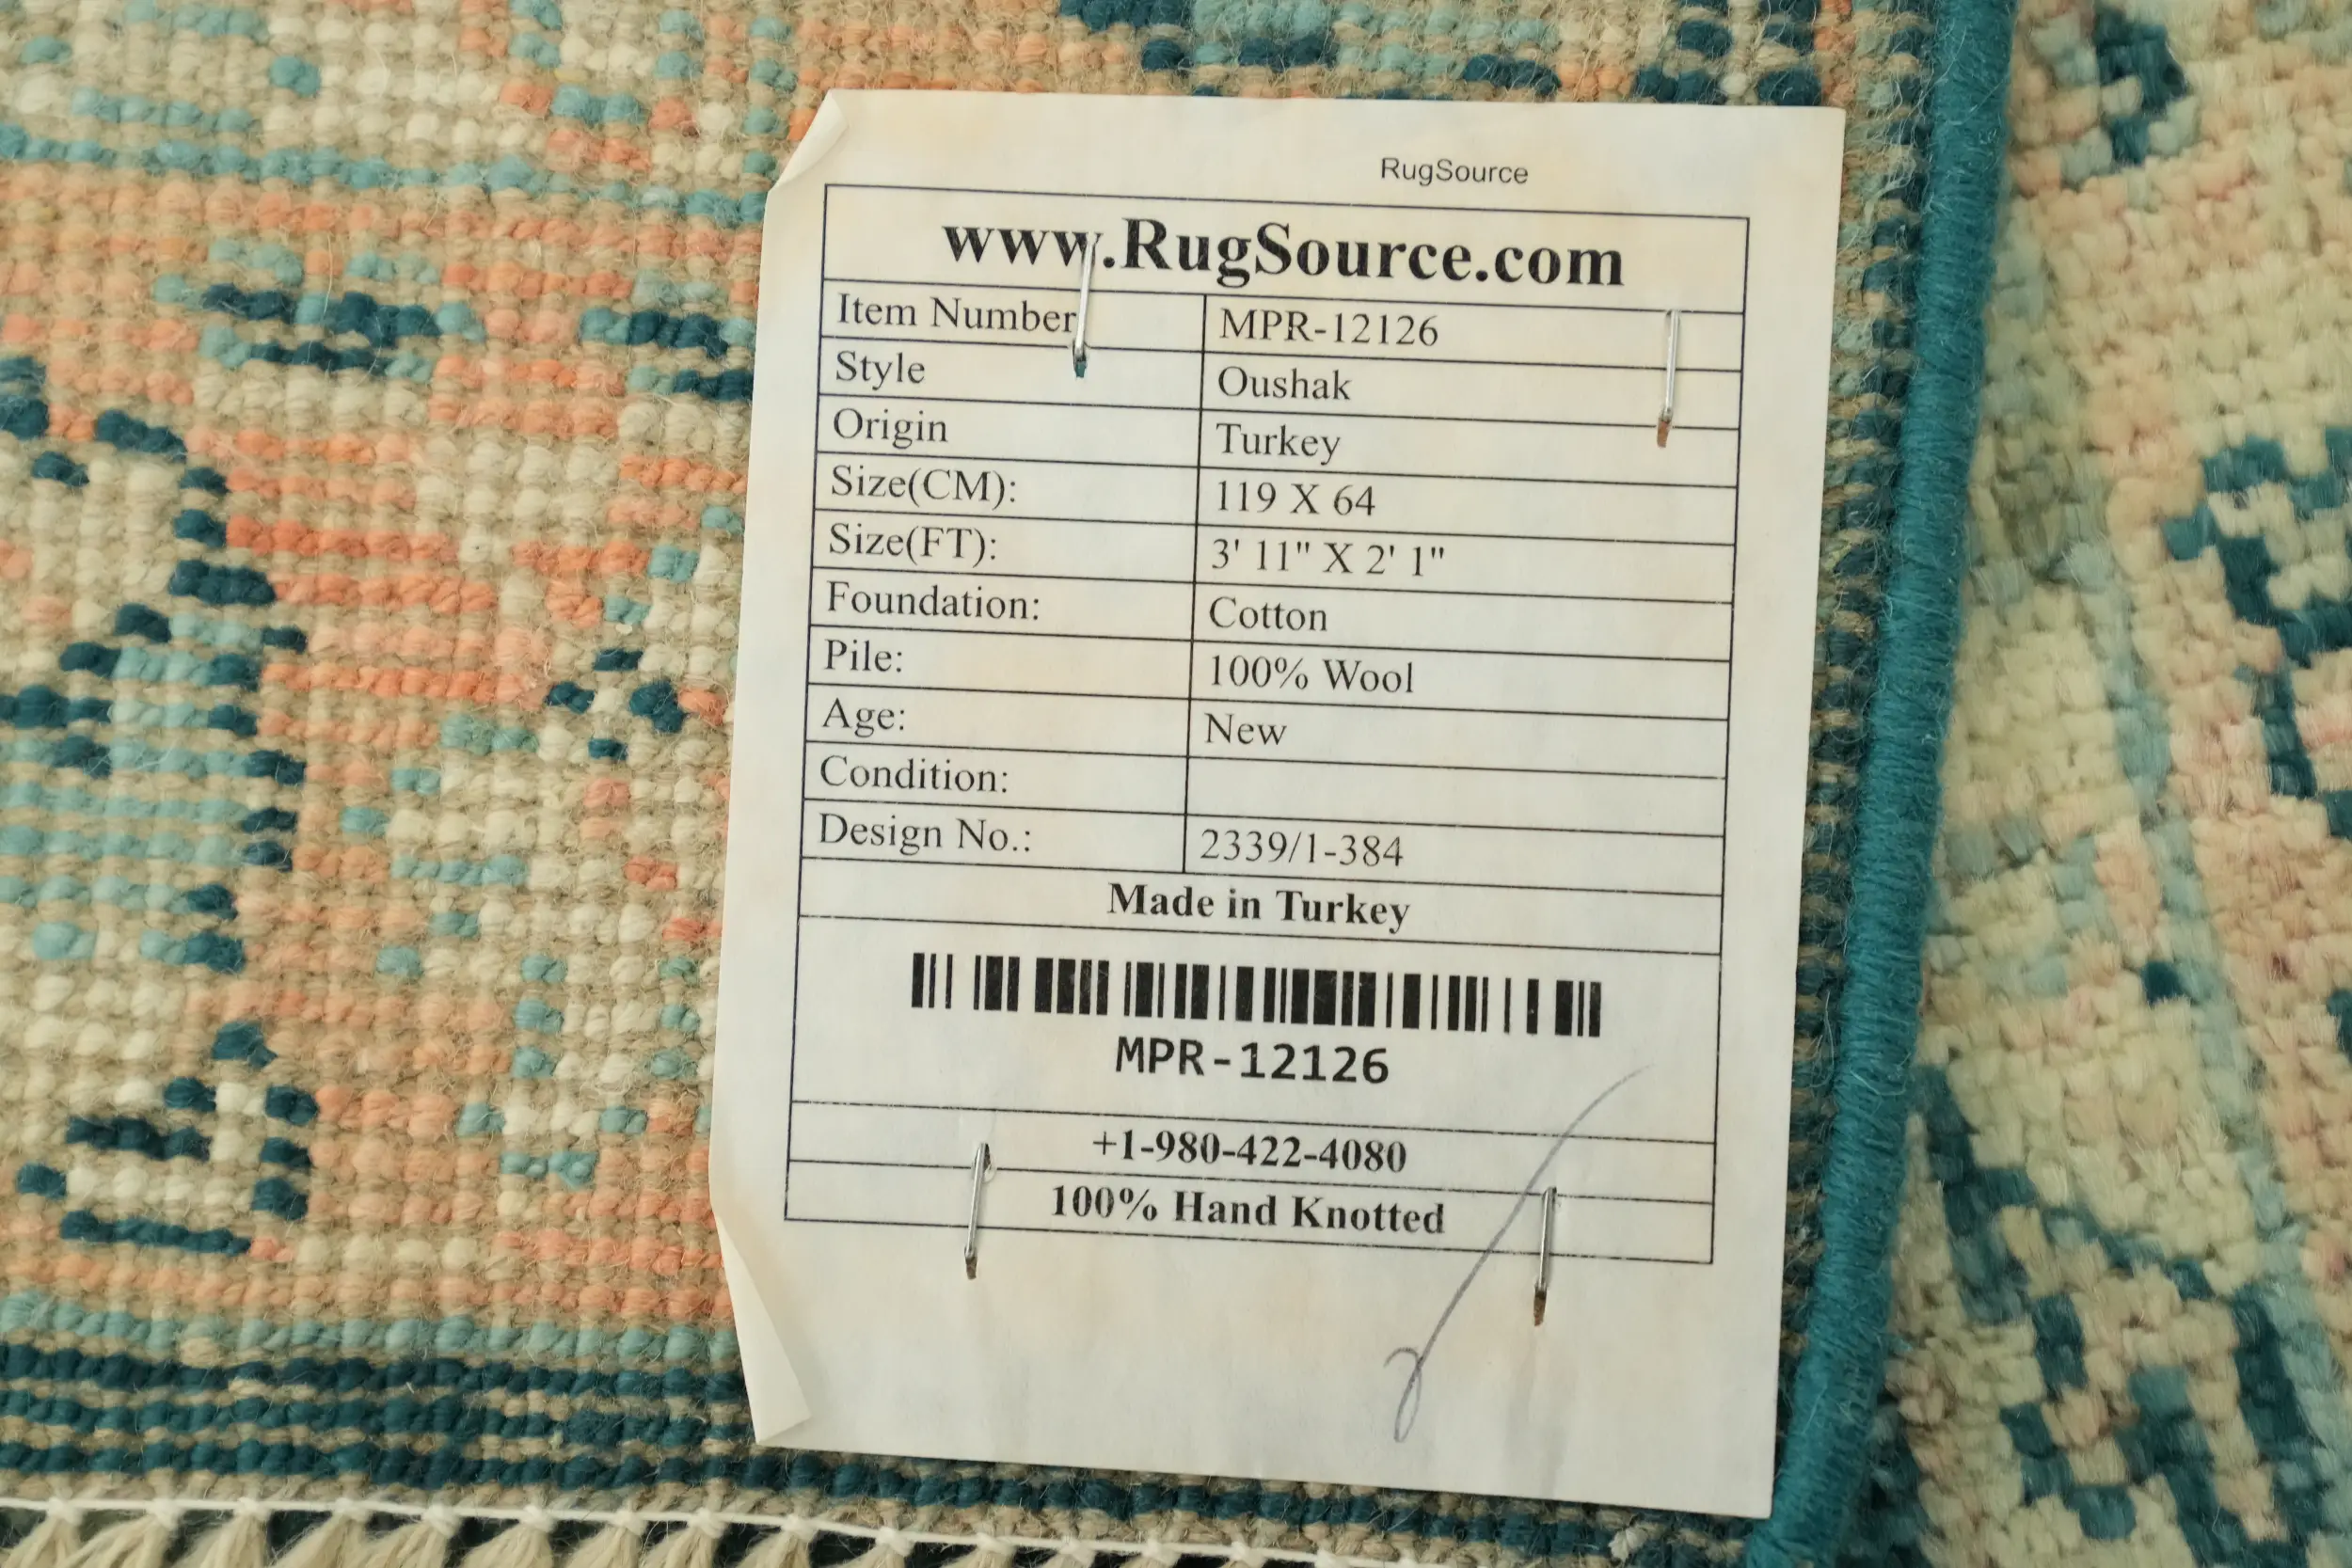 RugSource
www.RugSource.com
Item Number MPR-12126
Style Oushak
Origin Turkey
Size(CM): 119 X 64
Size(FT): 3' 11" X 2' 1"
Foundation: Cotton
Pile: 100% Wool
Age: New
Condition:
Design No.: 2339/1-384
Made in Turkey
MPR-12126
+1-980-422-4080
100% Hand Knotted